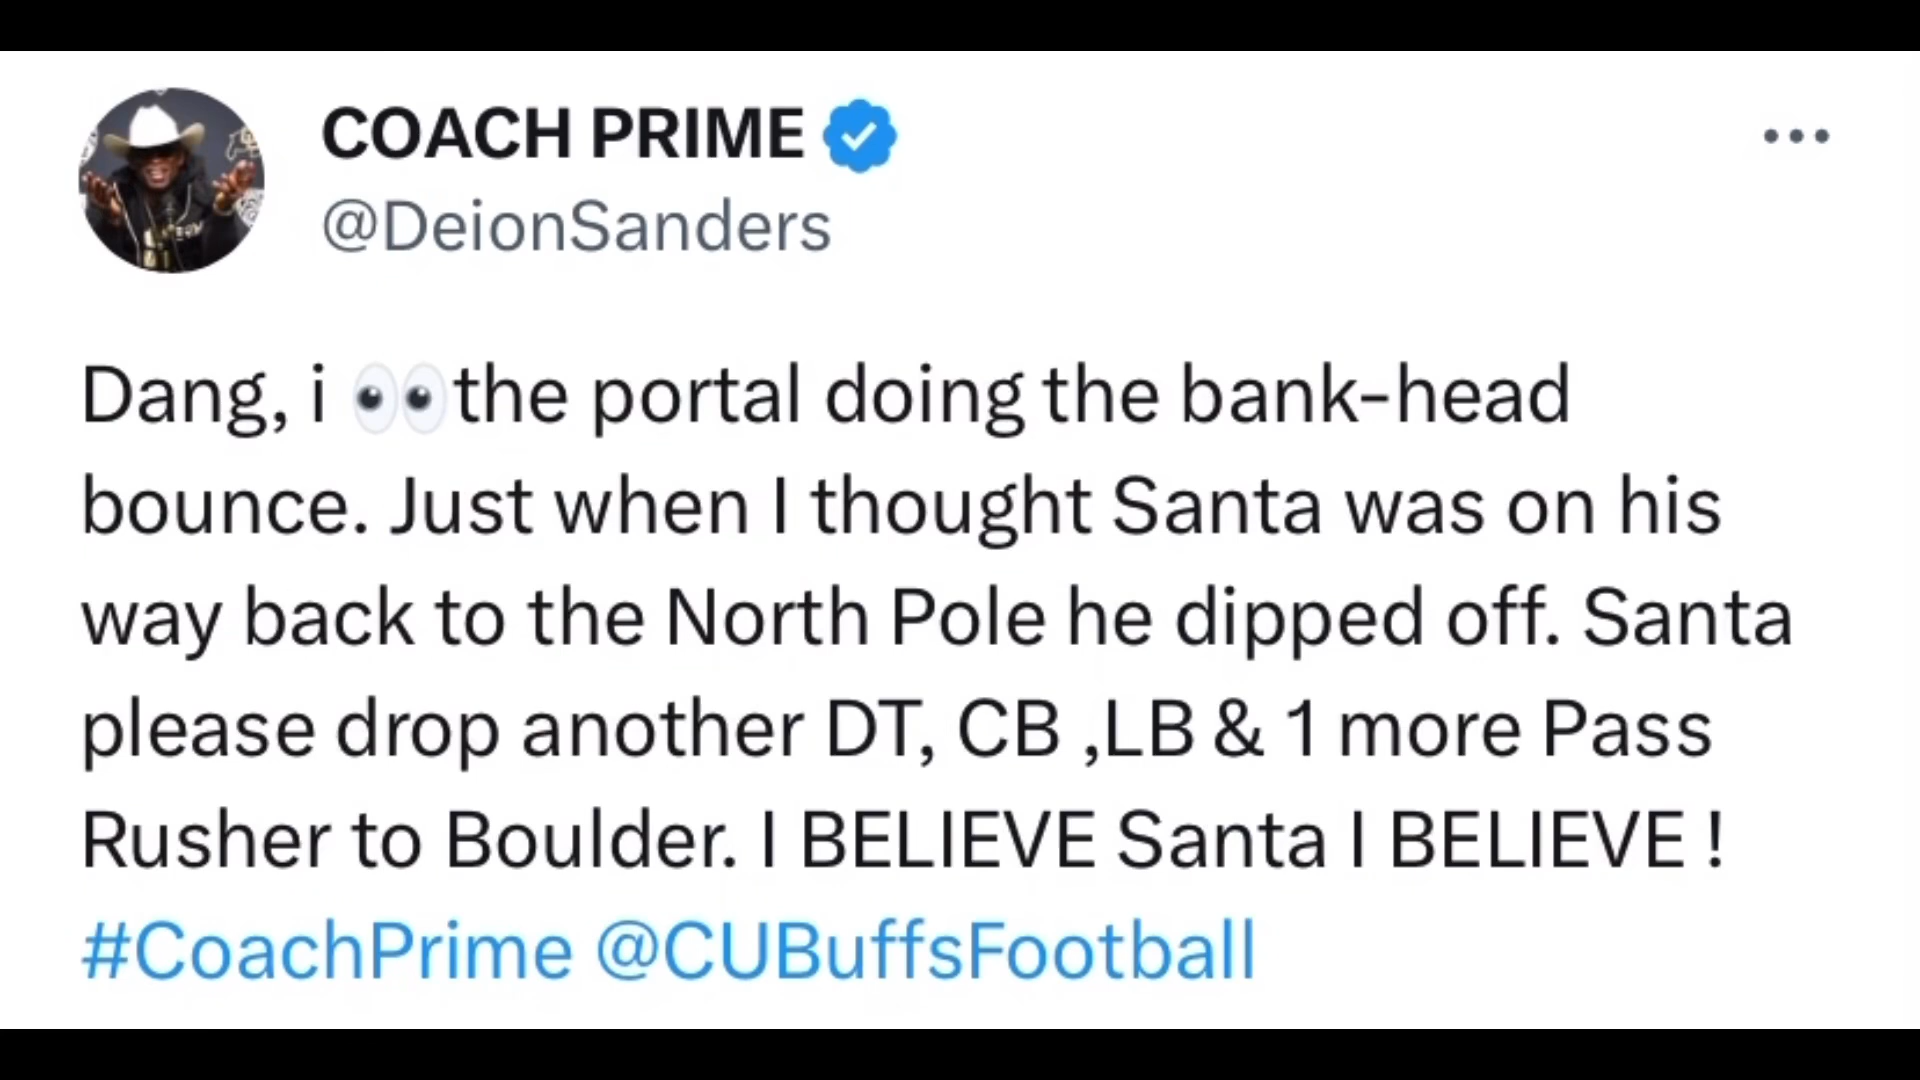 COACH PRIME
@DeionSanders
Dang, i 👀the portal doing the bank-head
bounce. Just when I thought Santa was on his
way back to the North Pole he dipped off. Santa
please drop another DT, CB ,LB & 1 more Pass
Rusher to Boulder. I BELIEVE Santa I BELIEVE !
#CoachPrime @CUBuffsFootball